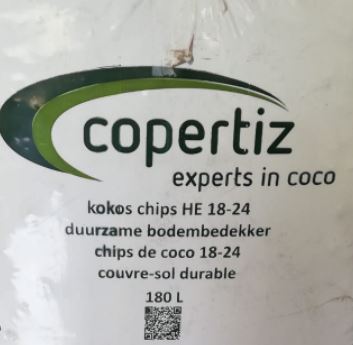 copertiz
experts in coco
kokos chips HE 18-24
duurzame bodembedekker
chips de coco 18-24
couvre-sol durable
180 L